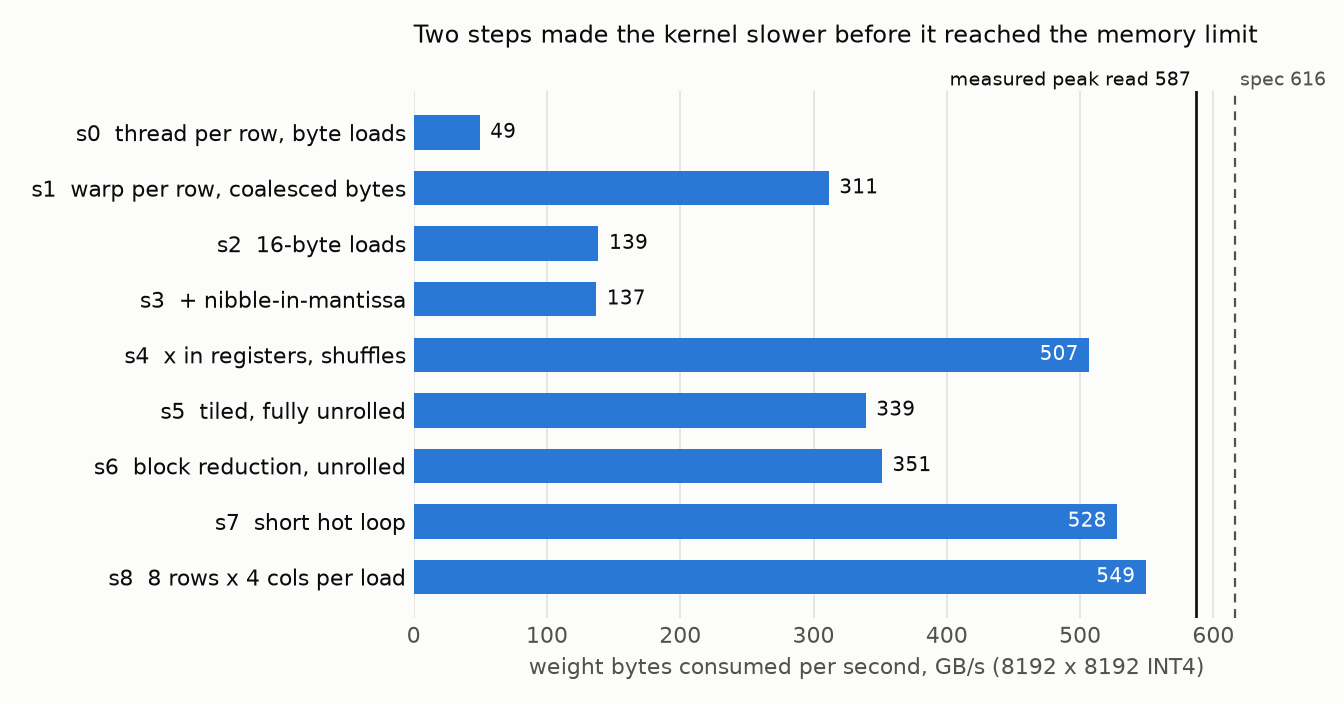 Two steps made the kernel slower before it reached the memory limit
measured peak read 587
spec 616
s0 thread per row, byte loads
49
s1 warp per row, coalesced bytes
311
s2 16-byte loads
139
s3 + nibble-in-mantissa
137
s4 x in registers, shuffles
507
s5 tiled, fully unrolled
339
s6 block reduction, unrolled
351
s7 short hot loop
528
s8 8 rows x 4 cols per load
549
0 100 200 300 400 500 600
weight bytes consumed per second, GB/s (8192 x 8192 INT4)